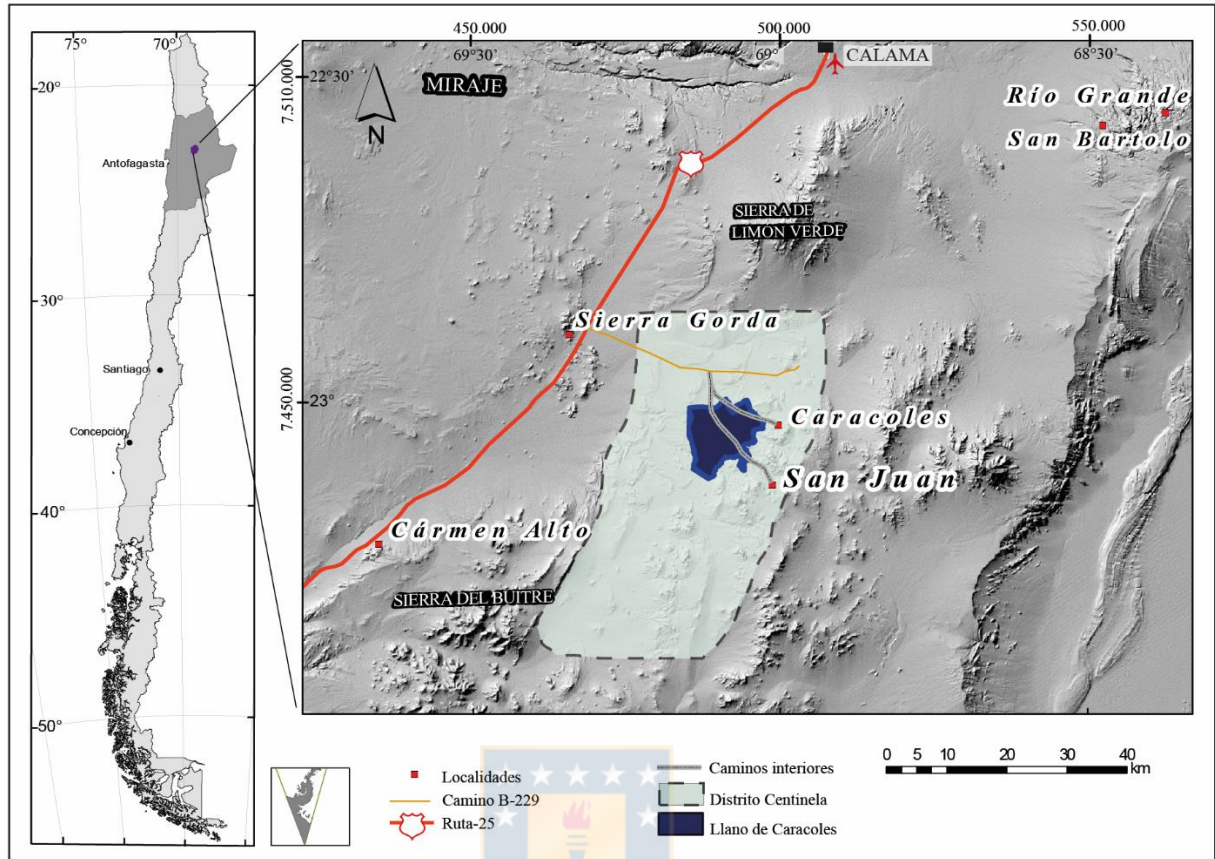 75°
70°
20°
Antofagasta
30°
Santiago
Concepción
40°
50°
450.000
500.000
550.000
69°30'
69°
68°30'
22°30'
7.510.000
23°
7.450.000
N
MIRAJE
CALAMA
Río Grande
San Bartolo
SIERRA DE
LIMÓN VERDE
Sierra Gorda
Caracoles
San Juan
Cármen Alto
SIERRA DEL BUITRE
Localidades
Camino B-229
Ruta-25
Caminos interiores
Distrito Centinela
Llano de Caracoles
0 5 10 20 30 40
km